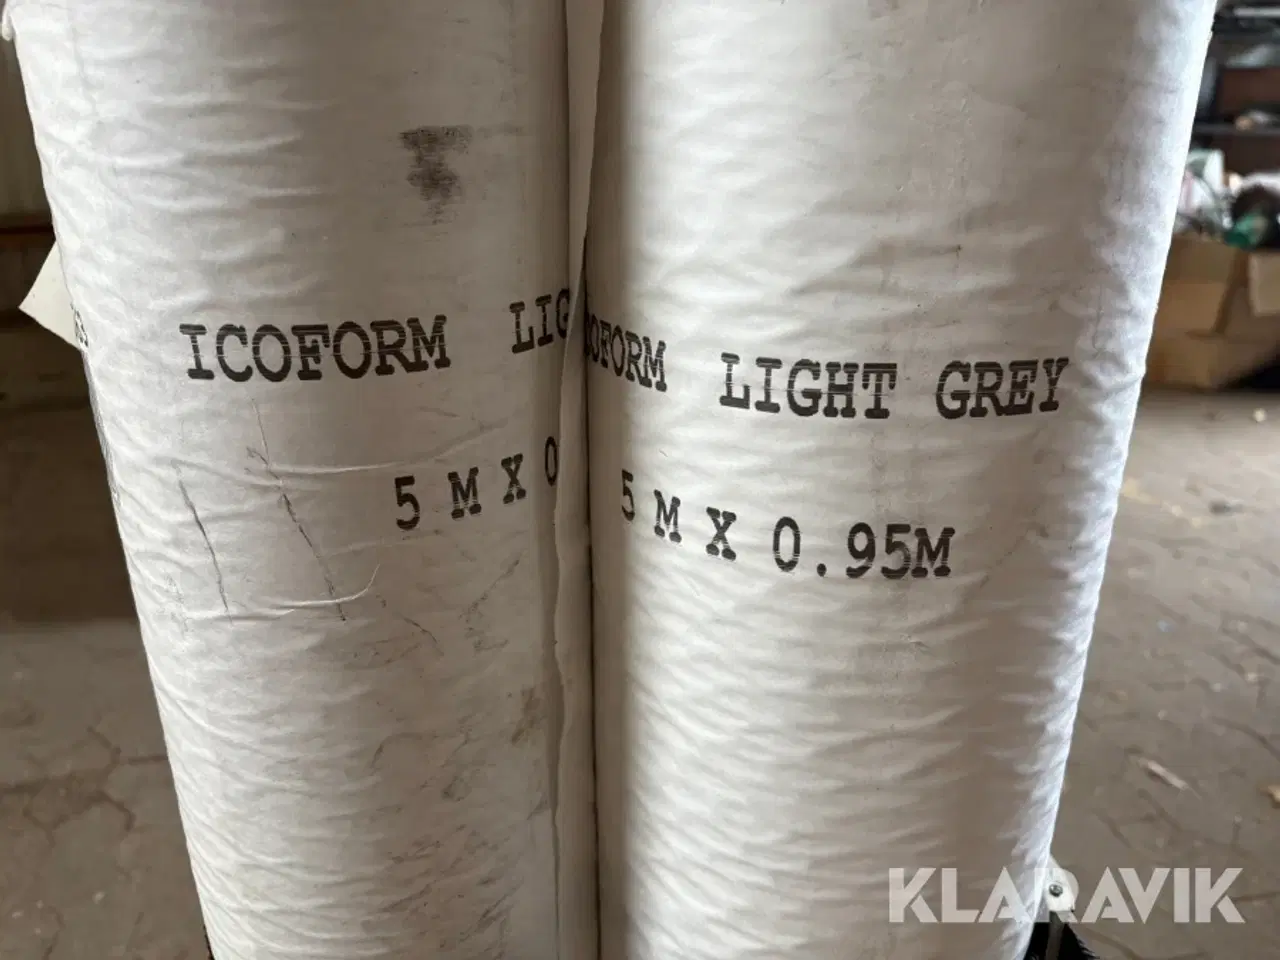 ICOFORM LIG
5 M X 0
OFORM LIGHT GREY
5 M X 0.95M
KLARAVIK